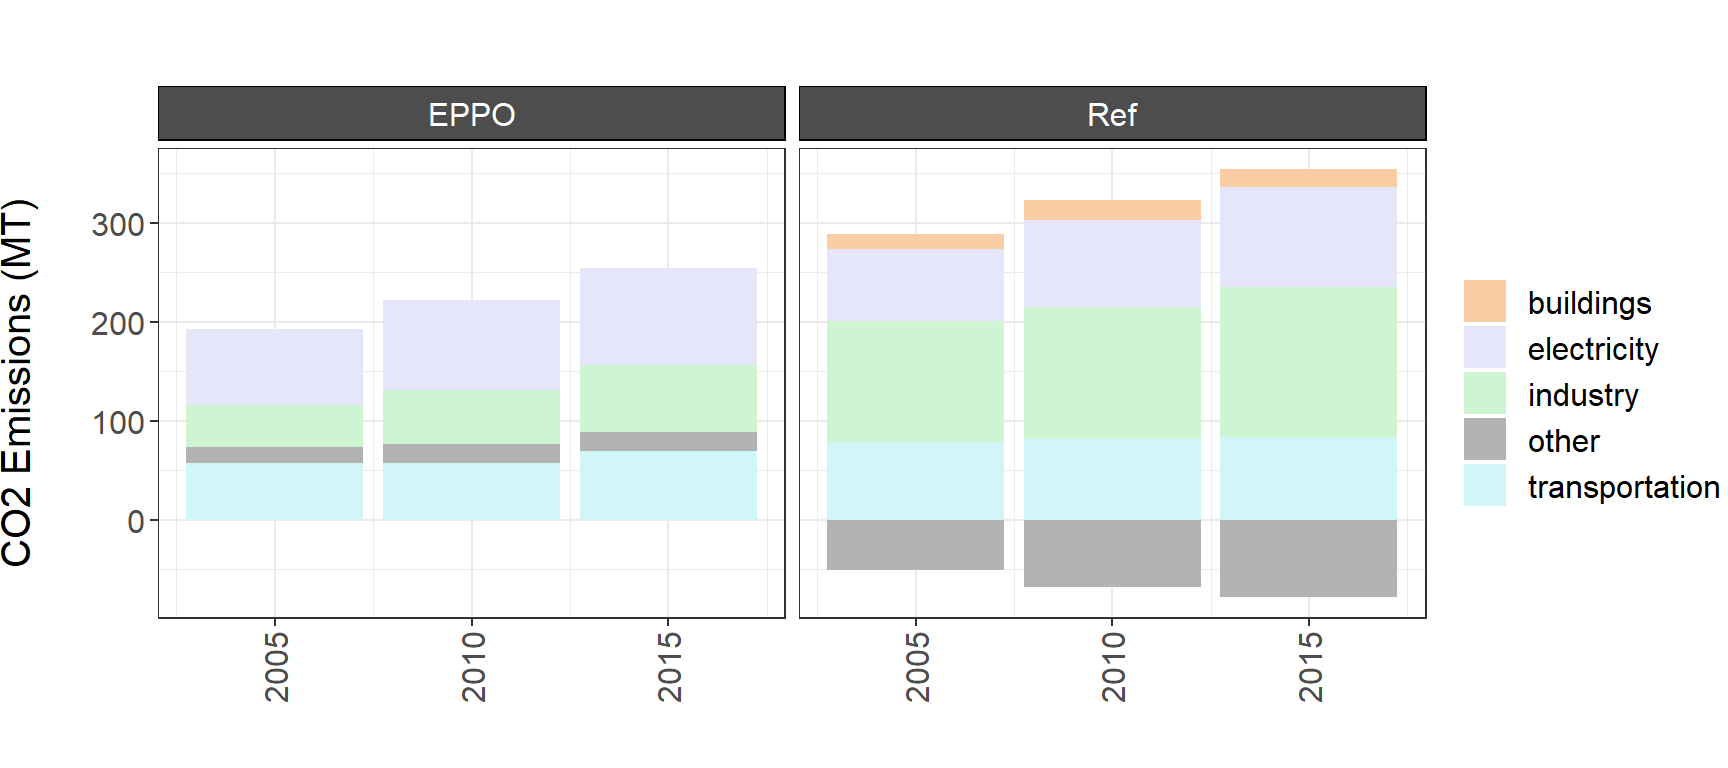 EPPO
Ref
CO2 Emissions (MT)
300
200
100
0
2005
2010
2015
2005
2010
2015
buildings
electricity
industry
other
transportation